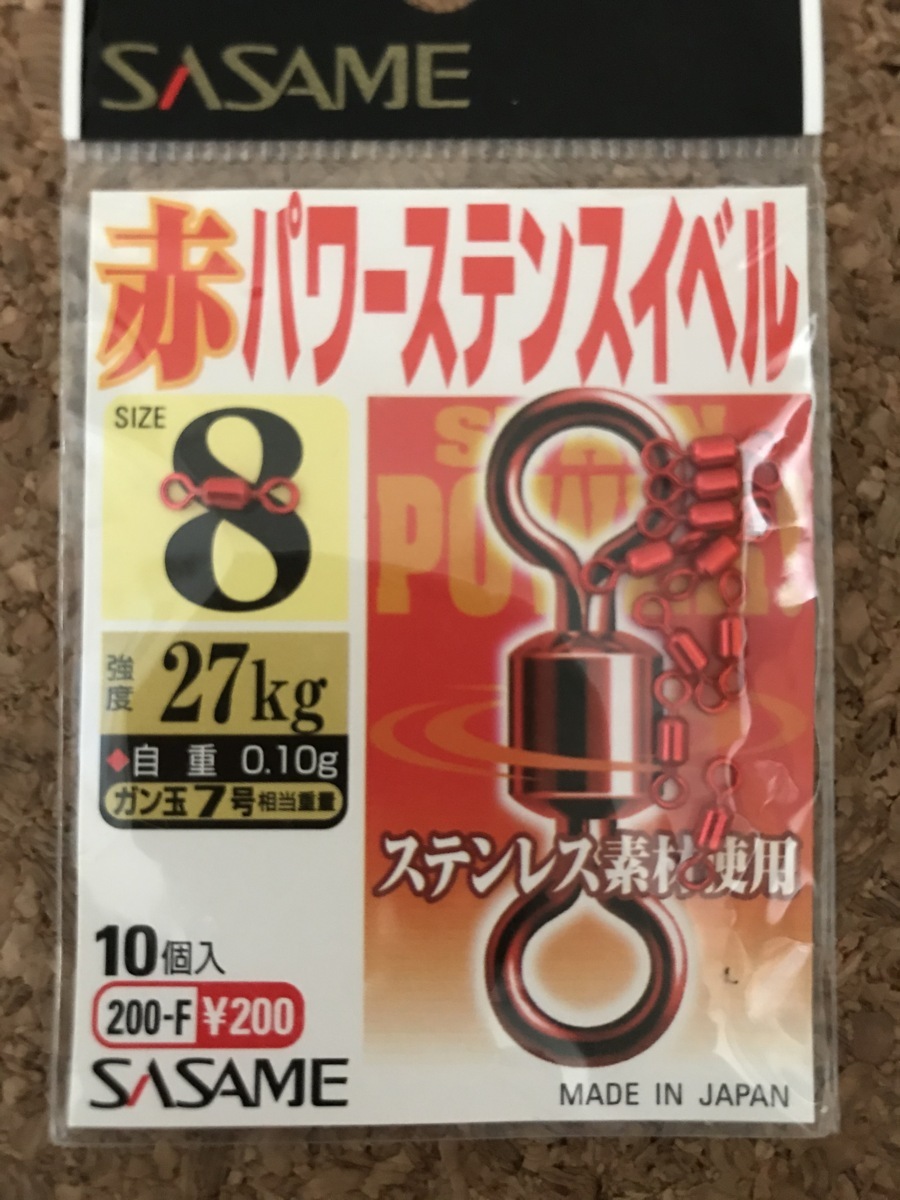 SASAME
赤パワーステンスイベル
SIZE
8
SWIVEL POWER
強度 27kg
自重 0.10g
ガン玉7号相当重量
ステンレス素材使用
10個入
200-F ¥200
SASAME
MADE IN JAPAN